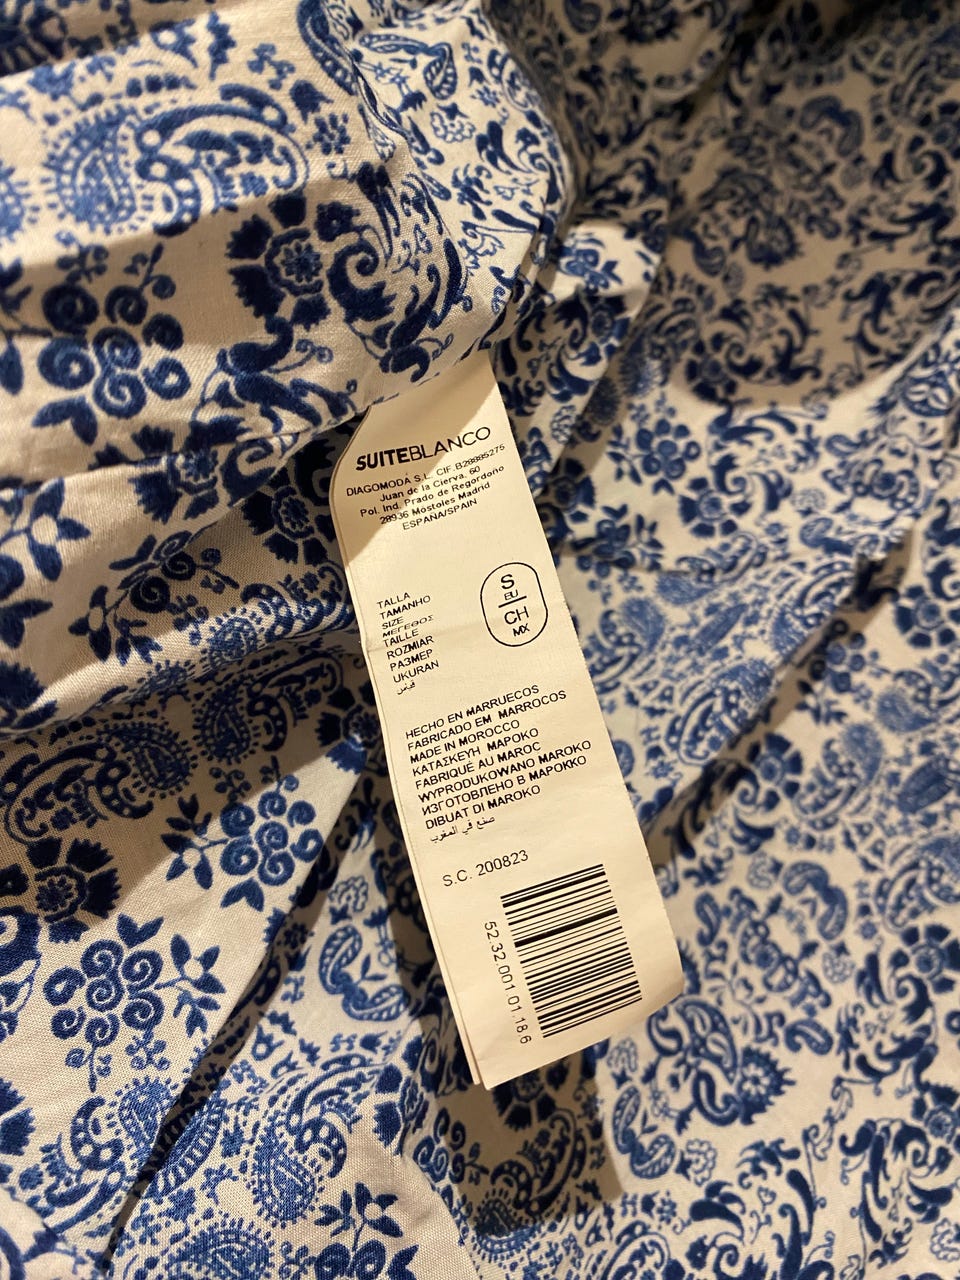 SUITEBLANCO
DIAGOMODA S.L. CIF.B28985275
Juan de la Cierva, 60
Pol. Ind. Prado de Regordoño
28936 Móstoles Madrid
ESPAÑA/SPAIN
TALLA
TAMANHO
SIZE
ΜΕΓΕΘΟΣ
TAILLE
ROZMIAR
РАЗМЕР
UKURAN
S
EU
CH
MX
HECHO EN MARRUECOS
FABRICADO EM MARROCOS
MADE IN MOROCCO
ΚΑΤΑΣΚΕΥΗ ΜΑΡΟΚΟ
FABRIQUÉ AU MAROC
WYPRODUKOWANO MAROKO
ИЗГОТОВЛЕНО В МАРОККО
DIBUAT DI MAROKO
صنع في المغرب
S.C. 200823
52.32.001.01.18 6